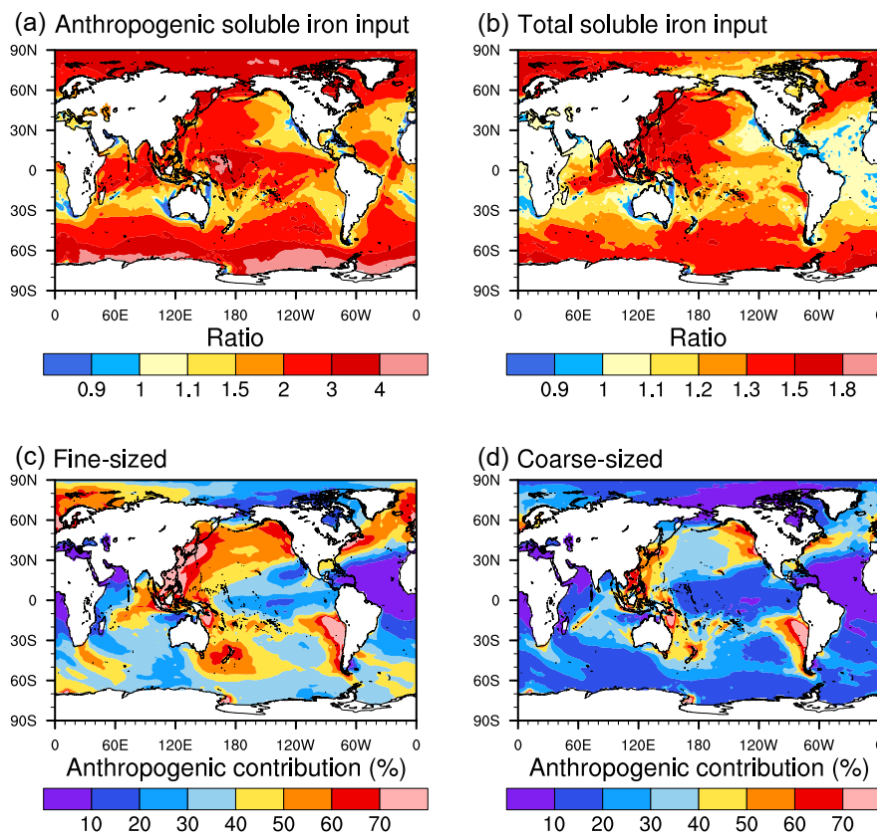 (a) Anthropogenic soluble iron input
90N
60N
30N
0
30S
60S
90S
0 60E 120E 180 120W 60W 0
Ratio
0.9 1 1.1 1.5 2 3 4
(b) Total soluble iron input
90N
60N
30N
0
30S
60S
90S
0 60E 120E 180 120W 60W 0
Ratio
0.9 1 1.1 1.2 1.3 1.5 1.8
(c) Fine-sized
90N
60N
30N
0
30S
60S
90S
0 60E 120E 180 120W 60W 0
Anthropogenic contribution (%)
10 20 30 40 50 60 70
(d) Coarse-sized
90N
60N
30N
0
30S
60S
90S
0 60E 120E 180 120W 60W 0
Anthropogenic contribution (%)
10 20 30 40 50 60 70